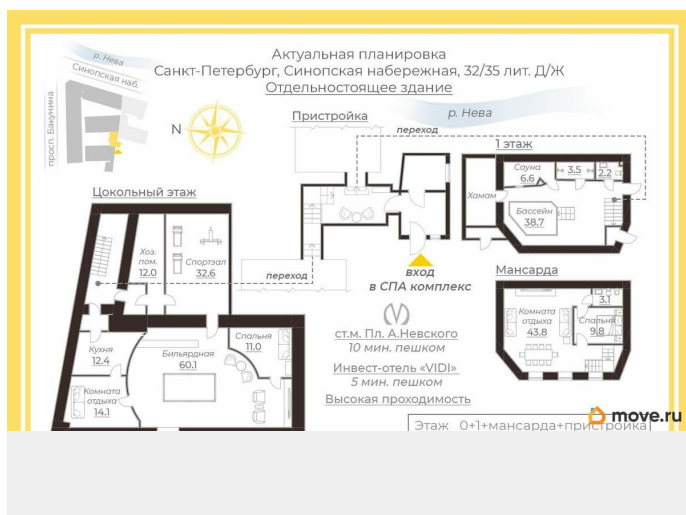 Актуальная планировка
Санкт-Петербург, Синопская набережная, 32/35 лит. Д/Ж
Отдельностоящее здание
р. Нева
Синопская наб.
просп. Бакунина
N
Пристройка
р. Нева
переход
1 этаж
Сауна
6.6
3.5
2.2
Хамам
Бассейн
38.7
Цокольный этаж
Хоз.
пом.
12.0
Спортзал
32.6
переход
вход
в СПА комплекс
Мансарда
3.1
Комната
отдыха
43.8
Спальня
9.8
Кухня
12.4
Бильярдная
60.1
Спальня
11.0
Комната
отдыха
14.1
ст.м. Пл. А.Невского
10 мин. пешком
Инвест-отель «VIDI»
5 мин. пешком
Высокая проходимость
Этаж 0+1+мансарда+пристройка
move.ru